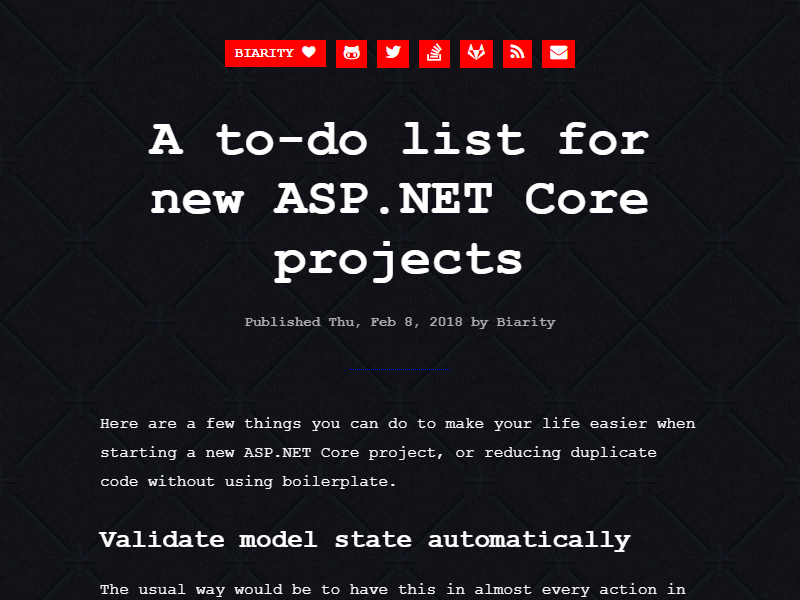 BIARITY
A to-do list for
new ASP.NET Core
projects
Published Thu, Feb 8, 2018 by Biarity
Here are a few things you can do to make your life easier when
starting a new ASP.NET Core project, or reducing duplicate
code without using boilerplate.
Validate model state automatically
The usual way would be to have this in almost every action in